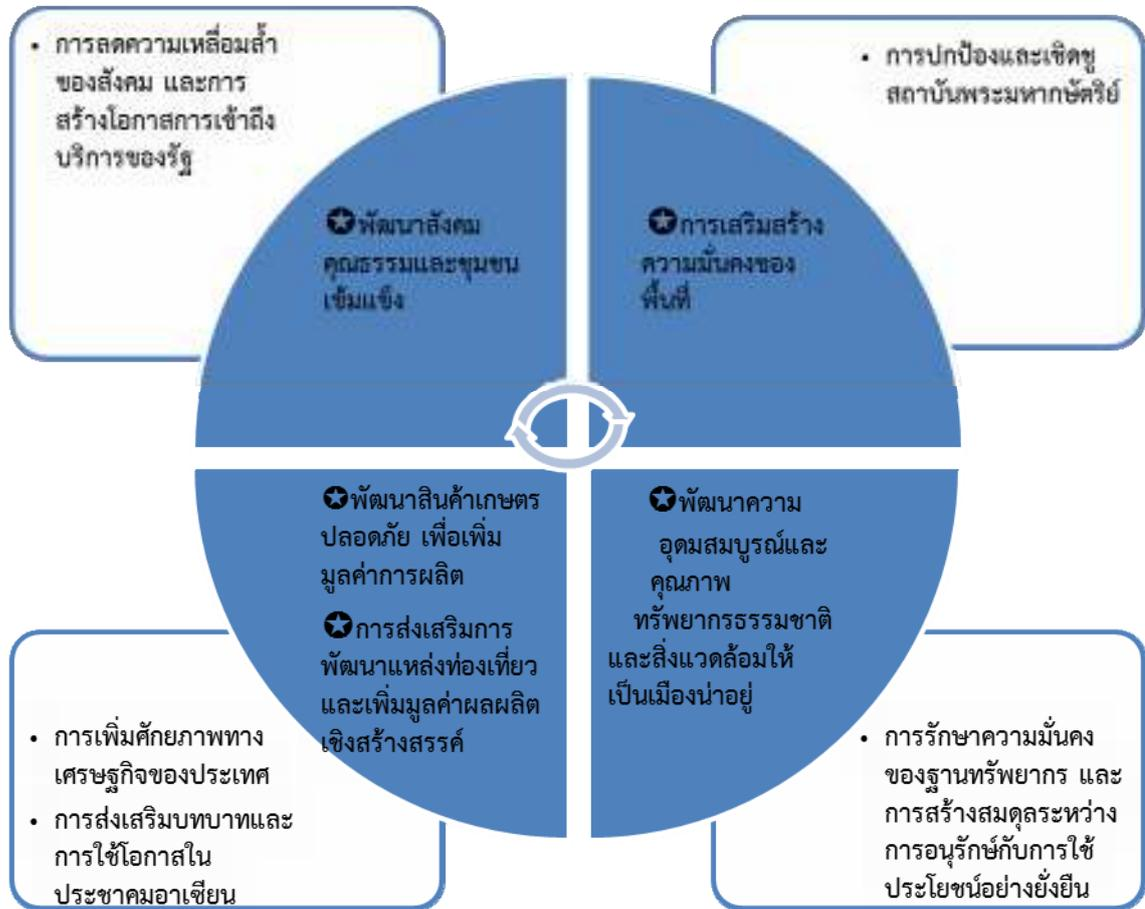 • การลดความเหลื่อมล้ำ
ของสังคม และการ
สร้างโอกาสการเข้าถึง
บริการของรัฐ
• การปกป้องและเชิดชู
สถาบันพระมหากษัตริย์
✪พัฒนาสังคม
คุณธรรมและชุมชน
เข้มแข็ง
✪การเสริมสร้าง
ความมั่นคงของ
พื้นที่
✪พัฒนาสินค้าเกษตร
ปลอดภัย เพื่อเพิ่ม
มูลค่าการผลิต
✪การส่งเสริมการ
พัฒนาแหล่งท่องเที่ยว
และเพิ่มมูลค่าผลผลิต
เชิงสร้างสรรค์
✪พัฒนาความ
อุดมสมบูรณ์และ
คุณภาพ
ทรัพยากรธรรมชาติ
และสิ่งแวดล้อมให้
เป็นเมืองน่าอยู่
• การเพิ่มศักยภาพทาง
เศรษฐกิจของประเทศ
• การส่งเสริมบทบาทและ
การใช้โอกาสใน
ประชาคมอาเซียน
• การรักษาความมั่นคง
ของฐานทรัพยากร และ
การสร้างสมดุลระหว่าง
การอนุรักษ์กับการใช้
ประโยชน์อย่างยั่งยืน